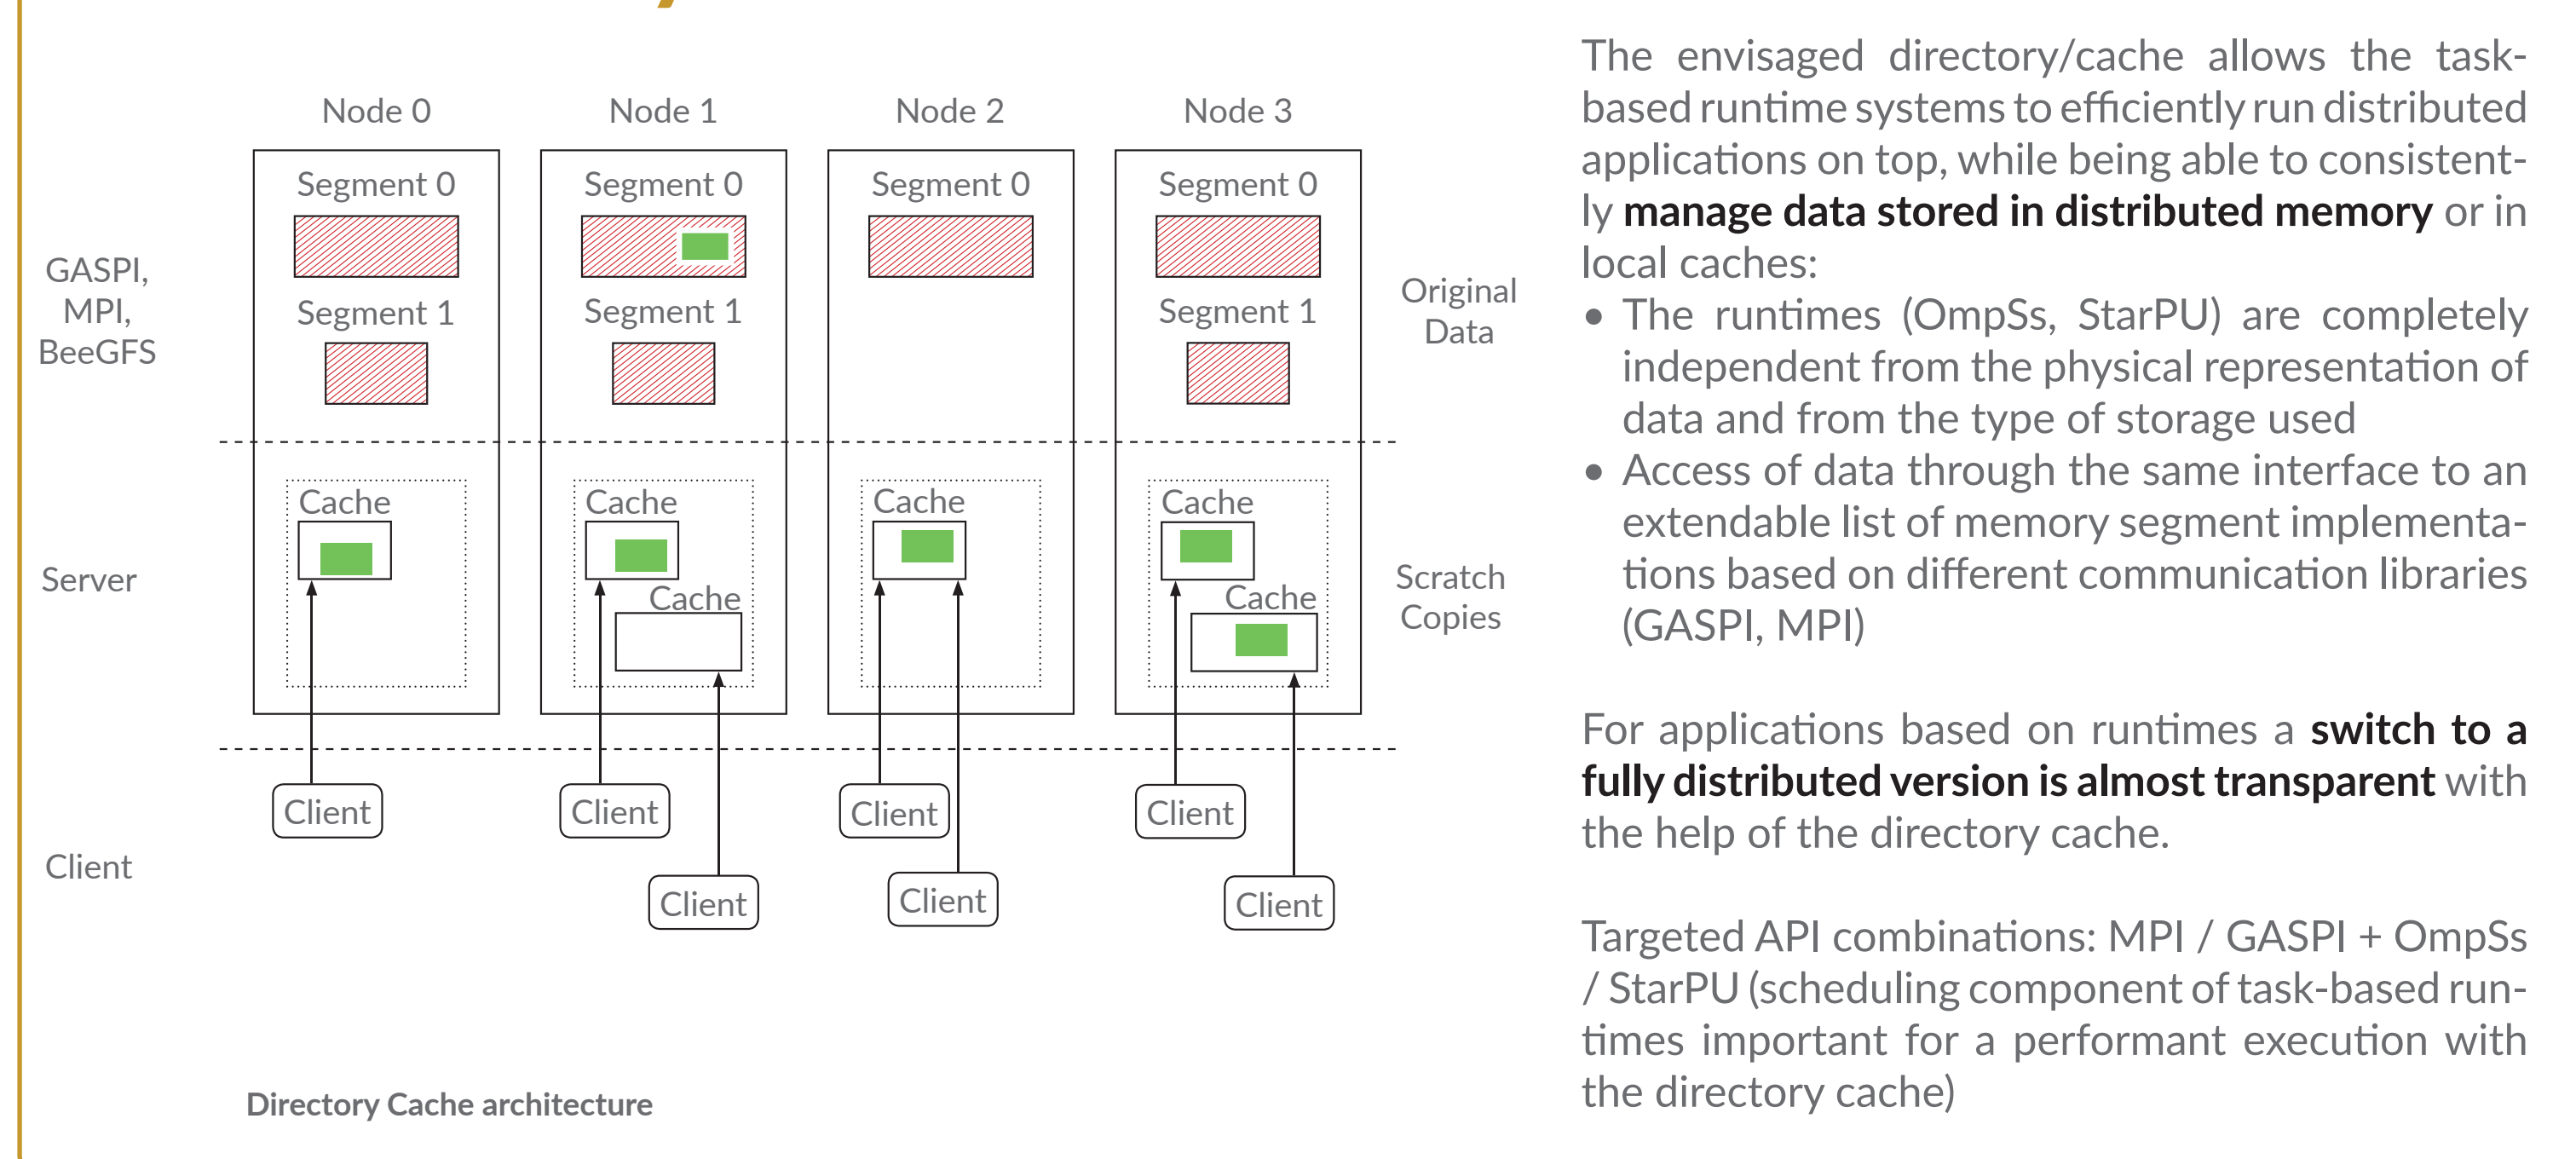 Node 0 Node 1 Node 2 Node 3
Segment 0 Segment 0 Segment 0 Segment 0
GASPI,
MPI,
BeeGFS
Segment 1 Segment 1 Segment 1
Original
Data
Cache Cache Cache Cache
Server
Cache Cache
Scratch
Copies
Client Client Client Client
Client
Client Client Client
Directory Cache architecture
The envisaged directory/cache allows the task-
based runtime systems to efficiently run distributed
applications on top, while being able to consistent-
ly manage data stored in distributed memory or in
local caches:
• The runtimes (OmpSs, StarPU) are completely
independent from the physical representation of
data and from the type of storage used
• Access of data through the same interface to an
extendable list of memory segment implementa-
tions based on different communication libraries
(GASPI, MPI)
For applications based on runtimes a switch to a
fully distributed version is almost transparent with
the help of the directory cache.
Targeted API combinations: MPI / GASPI + OmpSs
/ StarPU (scheduling component of task-based run-
times important for a performant execution with
the directory cache)